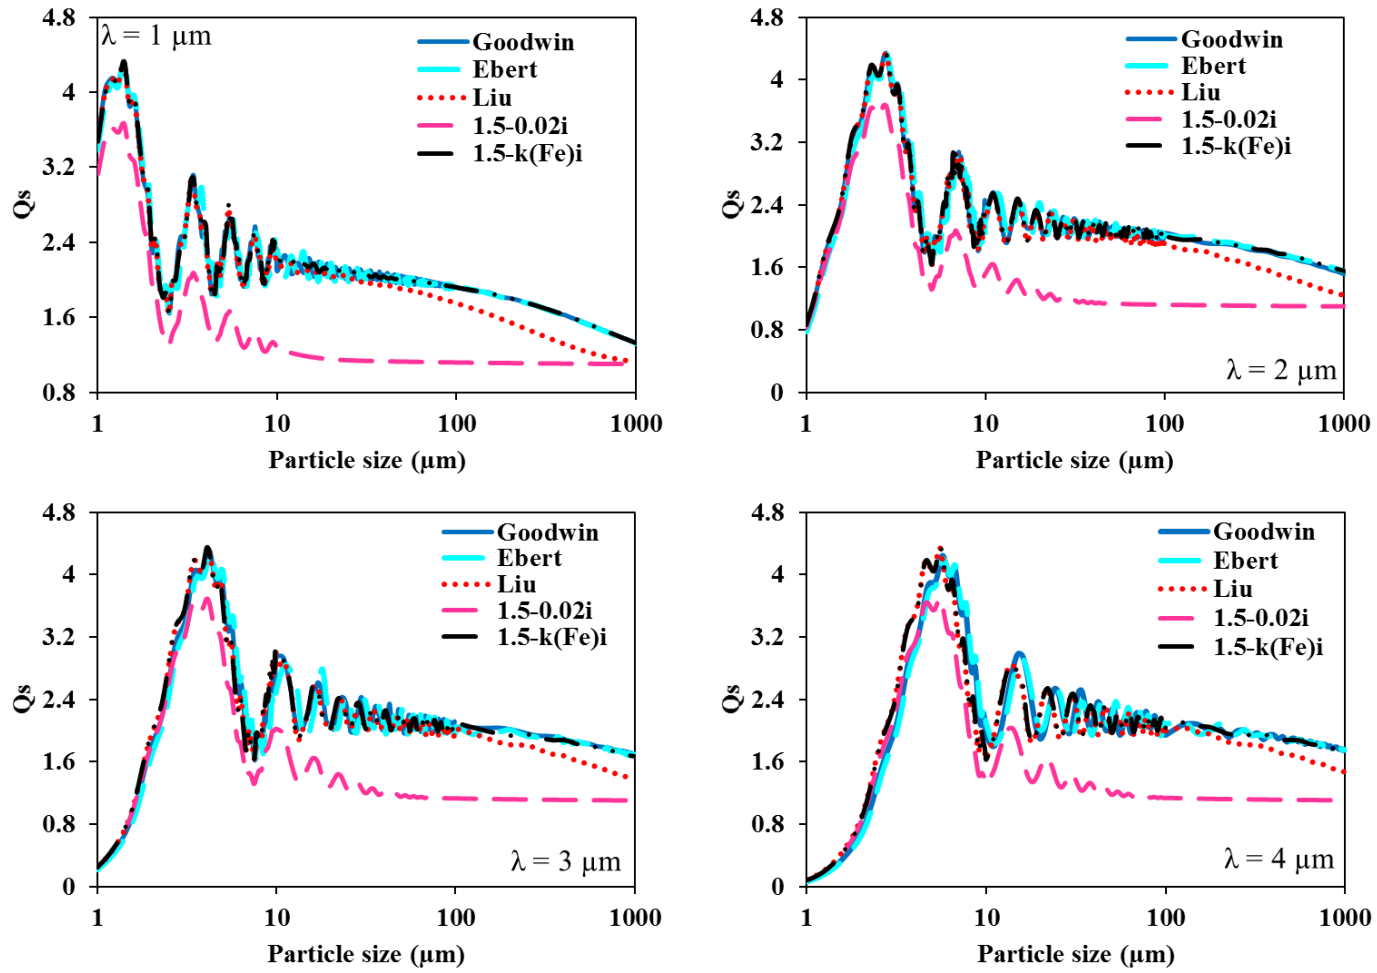 λ = 1 µm
Goodwin
Ebert
Liu
1.5-0.02i
1.5-k(Fe)i
4.8
4
3.2
2.4
1.6
0.8
Qs
1 10 100 1000
Particle size (µm)
Goodwin
Ebert
Liu
1.5-0.02i
1.5-k(Fe)i
4.8
4
3.2
2.4
1.6
0.8
0
Qs
λ = 2 µm
1 10 100 1000
Particle size (µm)
Goodwin
Ebert
Liu
1.5-0.02i
1.5-k(Fe)i
4.8
4
3.2
2.4
1.6
0.8
0
Qs
λ = 3 µm
1 10 100 1000
Particle size (µm)
Goodwin
Ebert
Liu
1.5-0.02i
1.5-k(Fe)i
4.8
4
3.2
2.4
1.6
0.8
0
Qs
λ = 4 µm
1 10 100 1000
Particle size (µm)